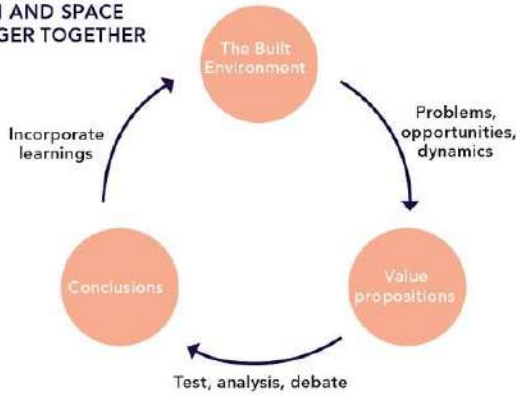 AND SPACE
GER TOGETHER
The Built
Environment
Problems,
opportunities,
dynamics
Value
propositions
Test, analysis, debate
Conclusions
Incorporate
learnings